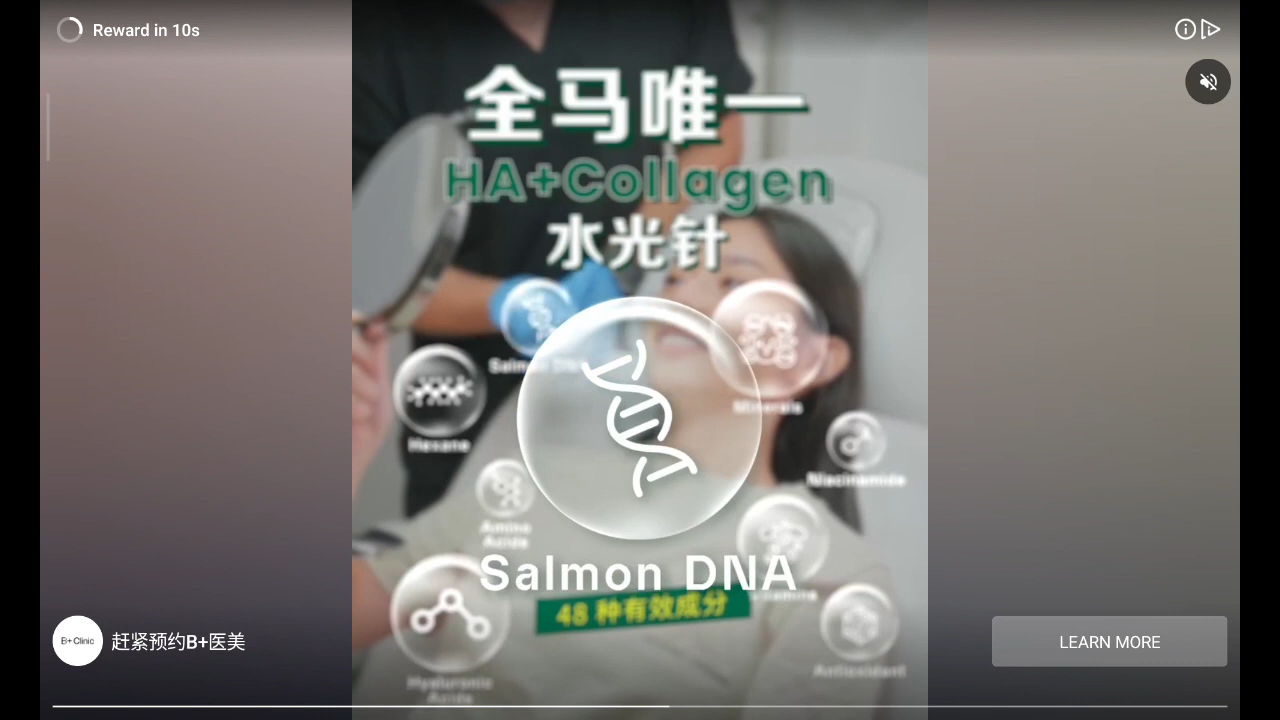 Reward in 10s
全马唯一
HA+Collagen
水光针
Salmon DNA
Minerals
Hexane
Niacinamide
Amino
Acids
Salmon DNA
48 种有效成分
Antioxidant
Hyaluronic
Acids
B+ Clinic
赶紧预约B+医美
LEARN MORE